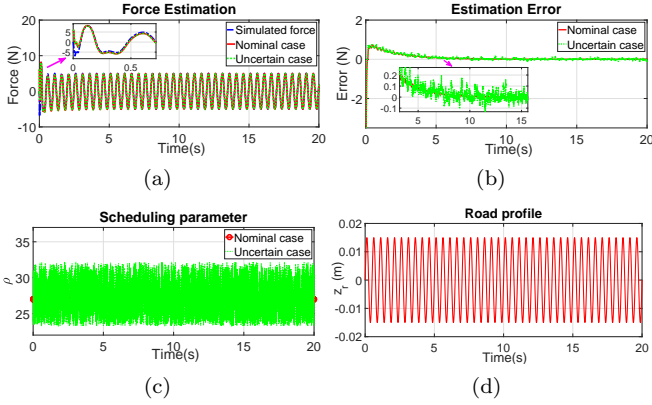 Force Estimation
Simulated force
Nominal case
Uncertain case
Force (N)
20
10
0
-10
5
0
-5
0
0.5
0
5
10
15
20
Time(s)
(a)
Estimation Error
Nominal case
Uncertain case
Error (N)
2
0
-2
0.2
0.1
0
-0.1
5
10
15
0
5
10
15
20
Time(s)
(b)
Scheduling parameter
Nominal case
Uncertain case
ρ
35
30
25
0
5
10
15
20
Time(s)
(c)
Road profile
z_r (m)
0.02
0.01
0
-0.01
-0.02
0
5
10
15
20
Time(s)
(d)